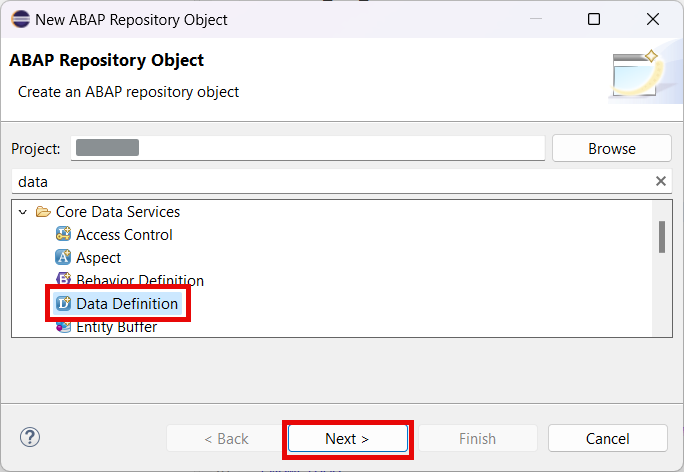 New ABAP Repository Object
ABAP Repository Object
Create an ABAP repository object
Project:
Browse
data
Core Data Services
Access Control
Aspect
Behavior Definition
Data Definition
Entity Buffer
< Back
Next >
Finish
Cancel